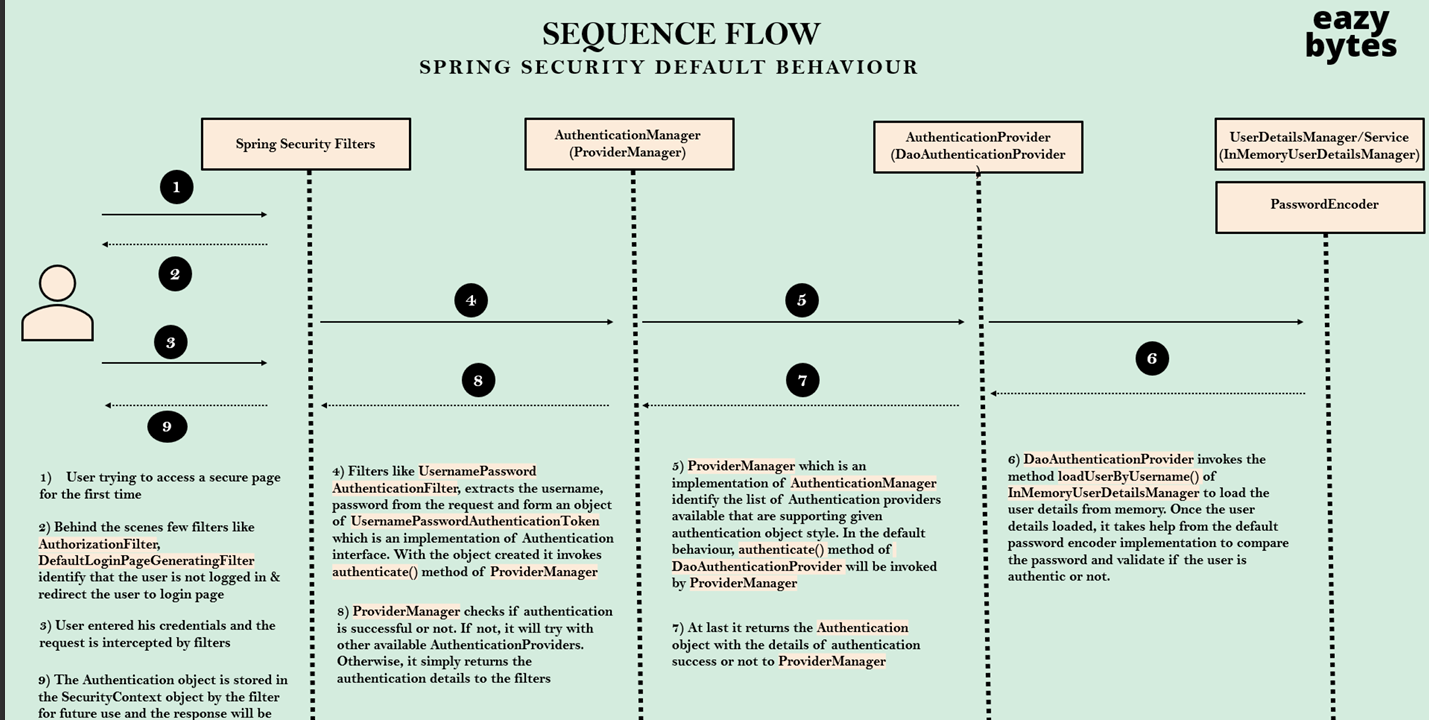 SEQUENCE FLOW
SPRING SECURITY DEFAULT BEHAVIOUR
eazy
bytes
Spring Security Filters
AuthenticationManager
(ProviderManager)
AuthenticationProvider
(DaoAuthenticationProvider
)
UserDetailsManager/Service
(InMemoryUserDetailsManager)
PasswordEncoder
1
2
3
4
5
6
7
8
9
1) User trying to access a secure page
for the first time
2) Behind the scenes few filters like
AuthorizationFilter,
DefaultLoginPageGeneratingFilter
identify that the user is not logged in &
redirect the user to login page
3) User entered his credentials and the
request is intercepted by filters
9) The Authentication object is stored in
the SecurityContext object by the filter
for future use and the response will be
4) Filters like UsernamePassword
AuthenticationFilter, extracts the username,
password from the request and form an object
of UsernamePasswordAuthenticationToken
which is an implementation of Authentication
interface. With the object created it invokes
authenticate() method of ProviderManager
8) ProviderManager checks if authentication
is successful or not. If not, it will try with
other available AuthenticationProviders.
Otherwise, it simply returns the
authentication details to the filters
5) ProviderManager which is an
implementation of AuthenticationManager
identify the list of Authentication providers
available that are supporting given
authentication object style. In the default
behaviour, authenticate() method of
DaoAuthenticationProvider will be invoked
by ProviderManager
7) At last it returns the Authentication
object with the details of authentication
success or not to ProviderManager
6) DaoAuthenticationProvider invokes the
method loadUserByUsername() of
InMemoryUserDetailsManager to load the
user details from memory. Once the user
details loaded, it takes help from the default
password encoder implementation to compare
the password and validate if the user is
authentic or not.